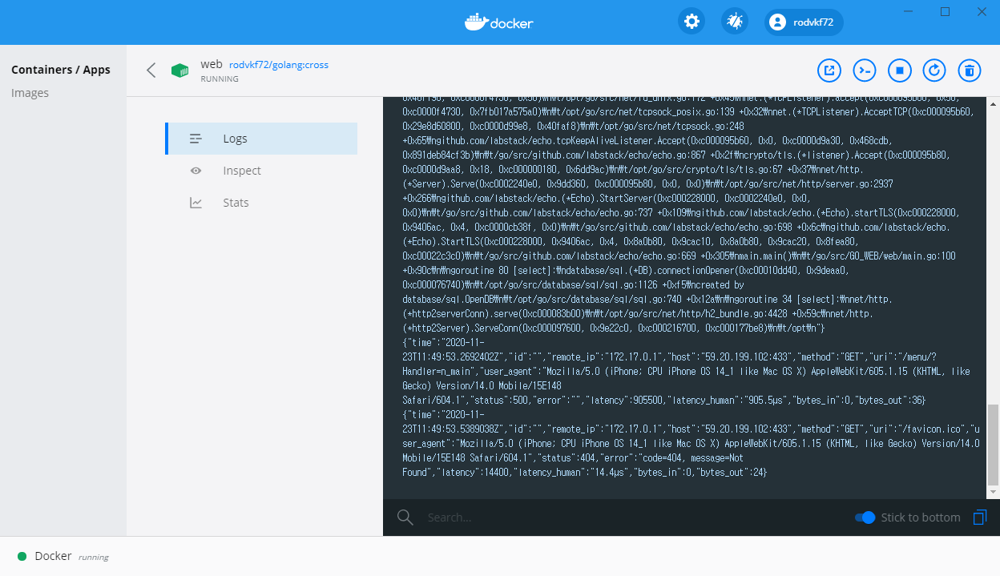 docker
rodvkf72
Containers / Apps
Images
web rodvkf72/golang:cross
RUNNING
Logs
Inspect
Stats
0xc0000f4730, 0x7fb017a575a0)₩n₩t/opt/go/src/net/tcpsock_posix.go:139 +0x32₩nnet.(*TCPListener).AcceptTCP(0xc000095b60,
0x29e8d60800, 0xc0000d99e8, 0x40faf8)₩n₩t/opt/go/src/net/tcpsock.go:248
+0x65₩ngithub.com/labstack/echo.tcpKeepAliveListener.Accept(0xc000095b60, 0x0, 0xc0000d9a30, 0x468cdb,
0x891deb84cf3b)₩n₩t/go/src/github.com/labstack/echo/echo.go:867 +0x2f₩ncrypto/tls.(*listener).Accept(0xc000095b80,
0xc0000d9aa8, 0x18, 0xc000000180, 0x6dd9ac)₩n₩t/opt/go/src/crypto/tls/tls.go:67 +0x37₩nnet/http.
(*Server).Serve(0xc0002240e0, 0x9dd360, 0xc000095b80, 0x0, 0x0)₩n₩t/opt/go/src/net/http/server.go:2937
+0x266₩ngithub.com/labstack/echo.(*Echo).StartServer(0xc000228000, 0xc0002240e0, 0x0,
0x0)₩n₩t/go/src/github.com/labstack/echo/echo.go:737 +0x109₩ngithub.com/labstack/echo.(*Echo).startTLS(0xc000228000,
0x9406ac, 0x4, 0xc0000cb38f, 0x0)₩n₩t/go/src/github.com/labstack/echo/echo.go:698 +0x6c₩ngithub.com/labstack/echo.
(*Echo).StartTLS(0xc000228000, 0x9406ac, 0x4, 0x8a0b80, 0x9cac10, 0x8a0b80, 0x9cac20, 0x8fea80,
0xc00022c3c0)₩n₩t/go/src/github.com/labstack/echo/echo.go:669 +0x305₩nmain.main()₩n₩t/go/src/GO_WEB/web/main.go:100
+0x90c₩n₩ngoroutine 80 [select]:₩ndatabase/sql.(*DB).connectionOpener(0xc00010dd40, 0x9deaa0,
0xc000076740)₩n₩t/opt/go/src/database/sql/sql.go:1126 +0xf5₩ncreated by
database/sql.OpenDB₩n₩t/opt/go/src/database/sql/sql.go:740 +0x12a₩n₩ngoroutine 34 [select]:₩nnet/http.
(*http2serverConn).serve(0xc000083b00)₩n₩t/opt/go/src/net/http/h2_bundle.go:4428 +0x59c₩nnet/http.
(*http2Server).ServeConn(0xc000097600, 0x9e22c0, 0xc000216700, 0xc000177be8)₩n₩t/opt₩n"}
{"time":"2020-11-
23T11:49:53.2692402Z","id":"","remote_ip":"172.17.0.1","host":"59.20.199.102:433","method":"GET","uri":"/menu/?
Handler=n_main","user_agent":"Mozilla/5.0 (iPhone; CPU iPhone OS 14_1 like Mac OS X) AppleWebKit/605.1.15 (KHTML, like
Gecko) Version/14.0 Mobile/15E148
Safari/604.1","status":500,"error":"","latency":905500,"latency_human":"905.5µs","bytes_in":0,"bytes_out":36}
{"time":"2020-11-
23T11:49:53.5389038Z","id":"","remote_ip":"172.17.0.1","host":"59.20.199.102:433","method":"GET","uri":"/favicon.ico","u
ser_agent":"Mozilla/5.0 (iPhone; CPU iPhone OS 14_1 like Mac OS X) AppleWebKit/605.1.15 (KHTML, like Gecko) Version/14.0
Mobile/15E148 Safari/604.1","status":404,"error":"code=404, message=Not
Found","latency":14400,"latency_human":"14.4µs","bytes_in":0,"bytes_out":24}
Search...
Stick to bottom
Docker running